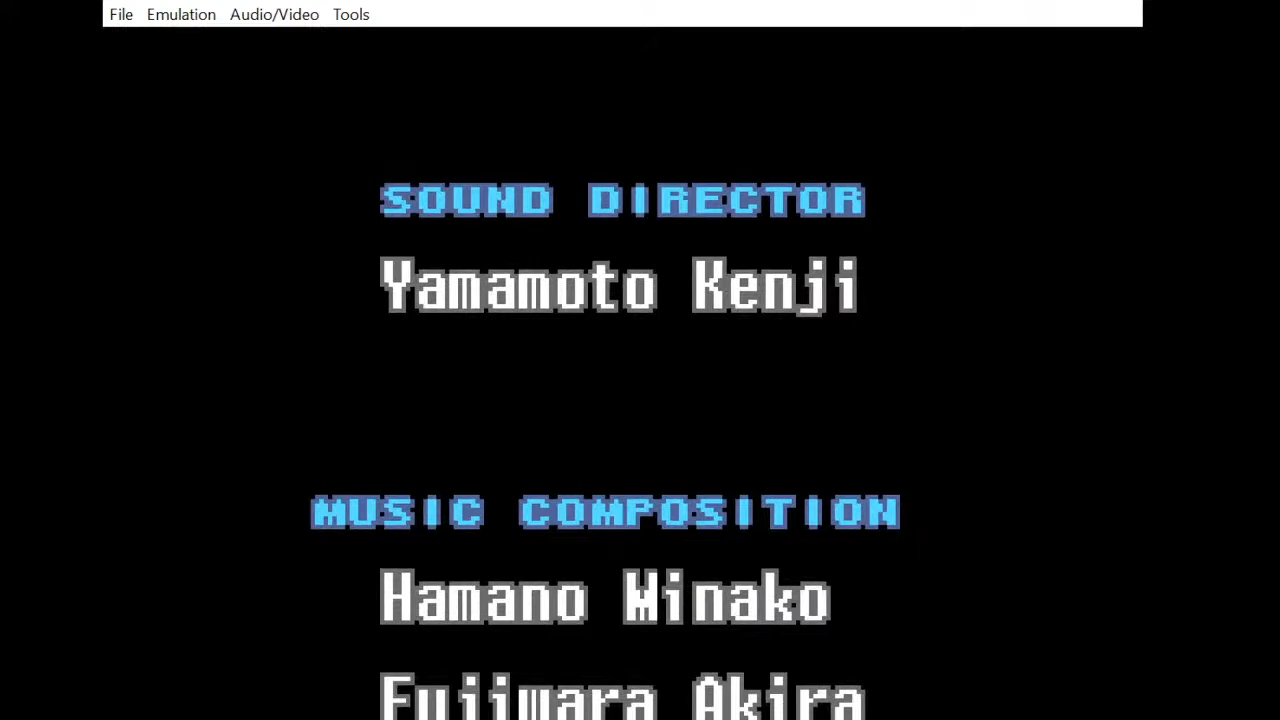 File Emulation Audio/Video Tools
SOUND DIRECTOR
Yamamoto Kenji
MUSIC COMPOSITION
Hamano Minako
Fujimara Akira